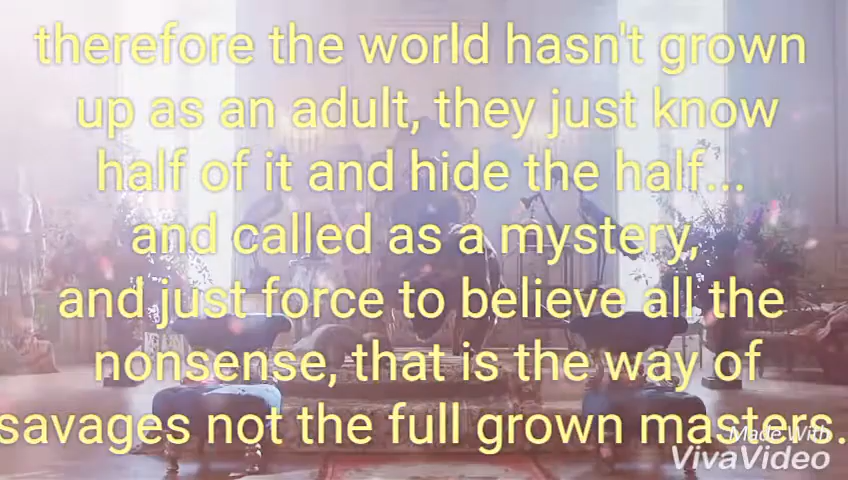 therefore the world hasn't grown
up as an adult, they just know
half of it and hide the half...
and called as a mystery,
and just force to believe all the
nonsense, that is the way of
savages not the full grown masters.
Made With
VivaVideo